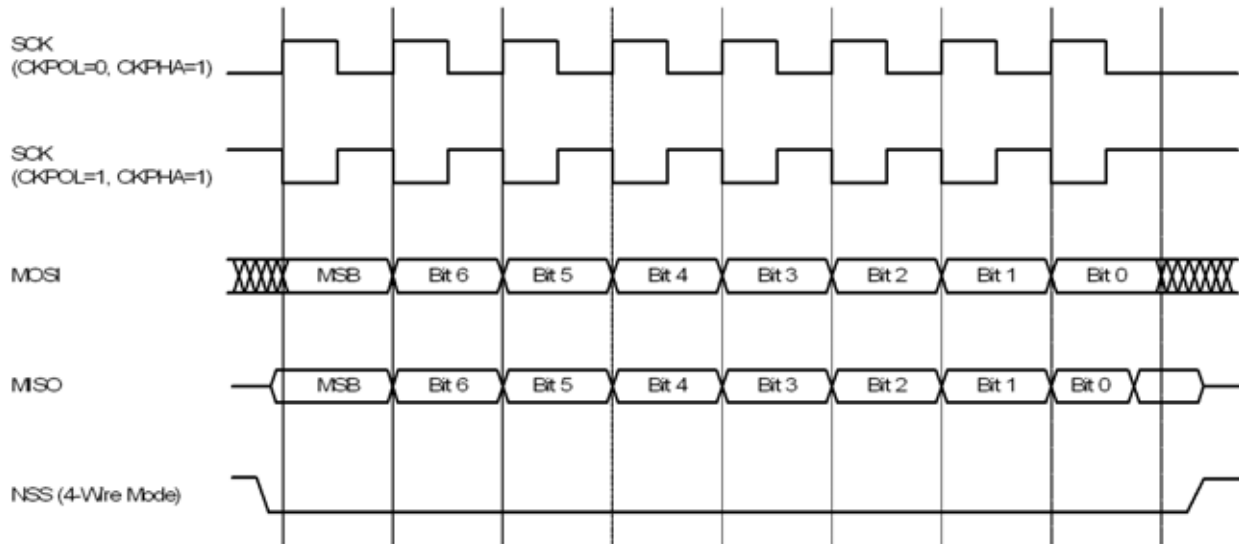 SCK
(CKPOL=0, CKPHA=1)
SCK
(CKPOL=1, CKPHA=1)
MOSI
MSB
Bit 6
Bit 5
Bit 4
Bit 3
Bit 2
Bit 1
Bit 0
MISO
MSB
Bit 6
Bit 5
Bit 4
Bit 3
Bit 2
Bit 1
Bit 0
NSS (4-Wire Mode)